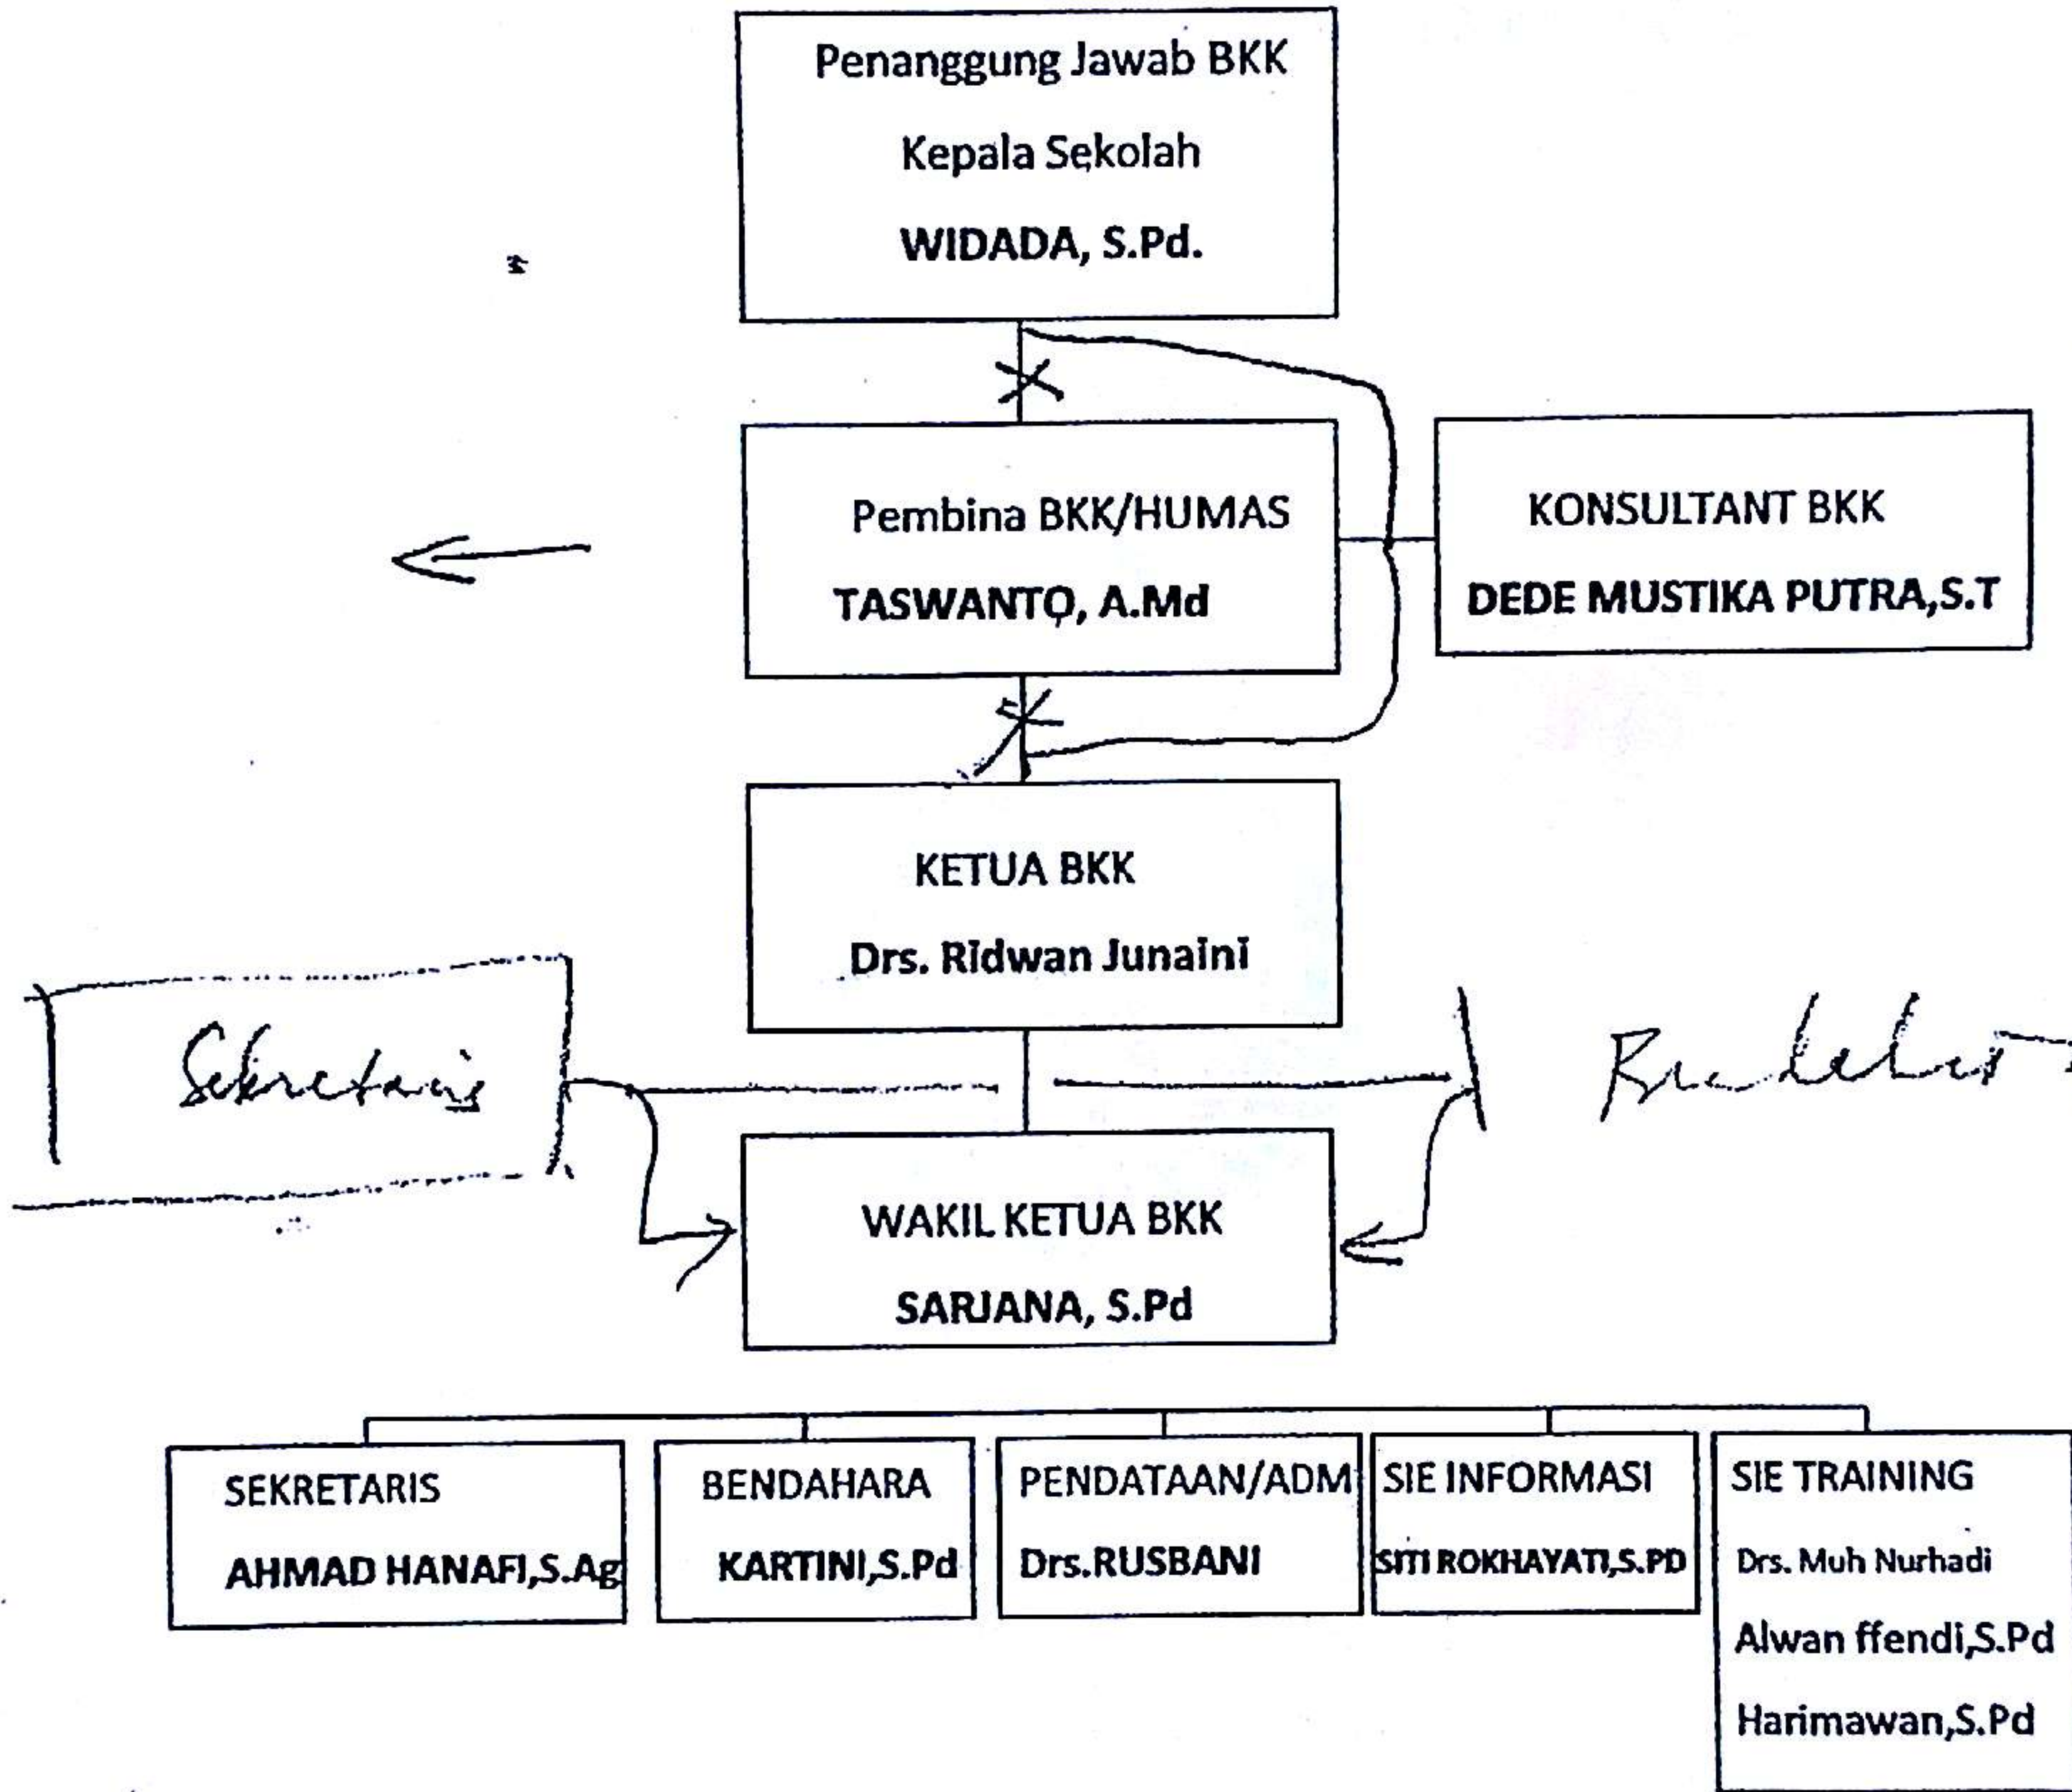 Penanggung Jawab BKK
Kepala Sekolah
WIDADA, S.Pd.
Pembina BKK/HUMAS
TASWANTO, A.Md
KONSULTANT BKK
DEDE MUSTIKA PUTRA,S.T
KETUA BKK
Drs. Ridwan Junaini
Sekretaris
WAKIL KETUA BKK
SARJANA, S.Pd
SEKRETARIS
AHMAD HANAFI,S.Ag
BENDAHARA
KARTINI,S.Pd
PENDATAAN/ADM
Drs.RUSBANI
SIE INFORMASI
SITI ROKHAYATI,S.PD
SIE TRAINING
Drs. Muh Nurhadi
Alwan ffendi,S.Pd
Harimawan,S.Pd